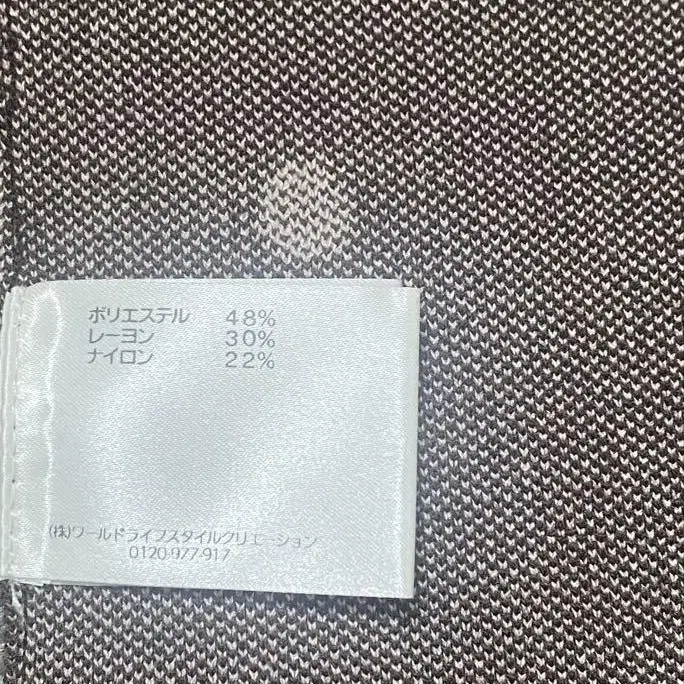 ポリエステル 48%
レーヨン 30%
ナイロン 22%
(株)ワールドライフスタイルクリエーション
0120-977-917